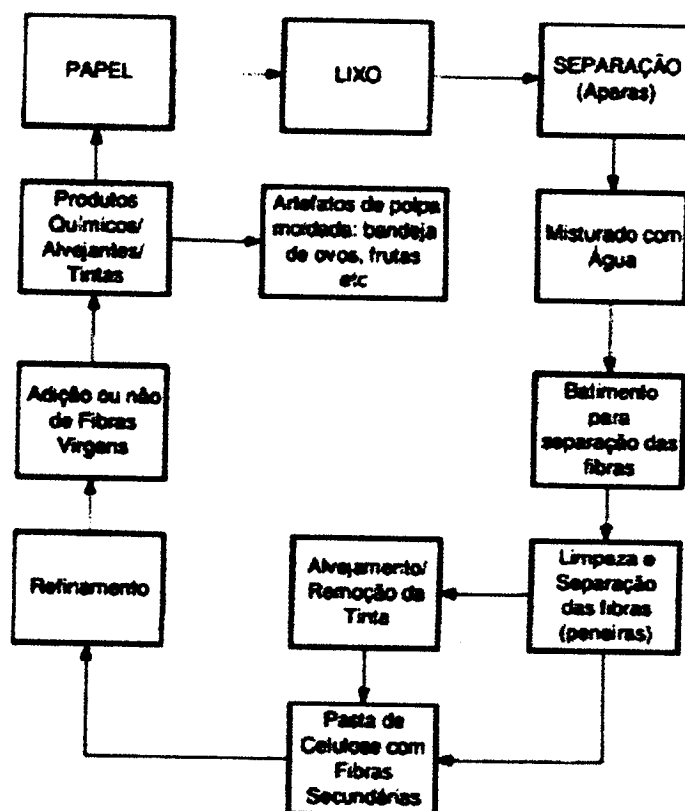 PAPEL
LIXO
SEPARAÇÃO
(Aparas)
Produtos
Químicos/
Alvejantes/
Tintas
Artefatos de polpa
moldada: bandeja
de ovos, frutas
etc
Misturado com
Água
Adição ou não
de Fibras
Virgens
Batimento
para
separação das
fibras
Refinamento
Alvejamento/
Remoção da
Tinta
Limpeza e
Separação
das fibras
(peneiras)
Pasta de
Celulose com
Fibras
Secundárias